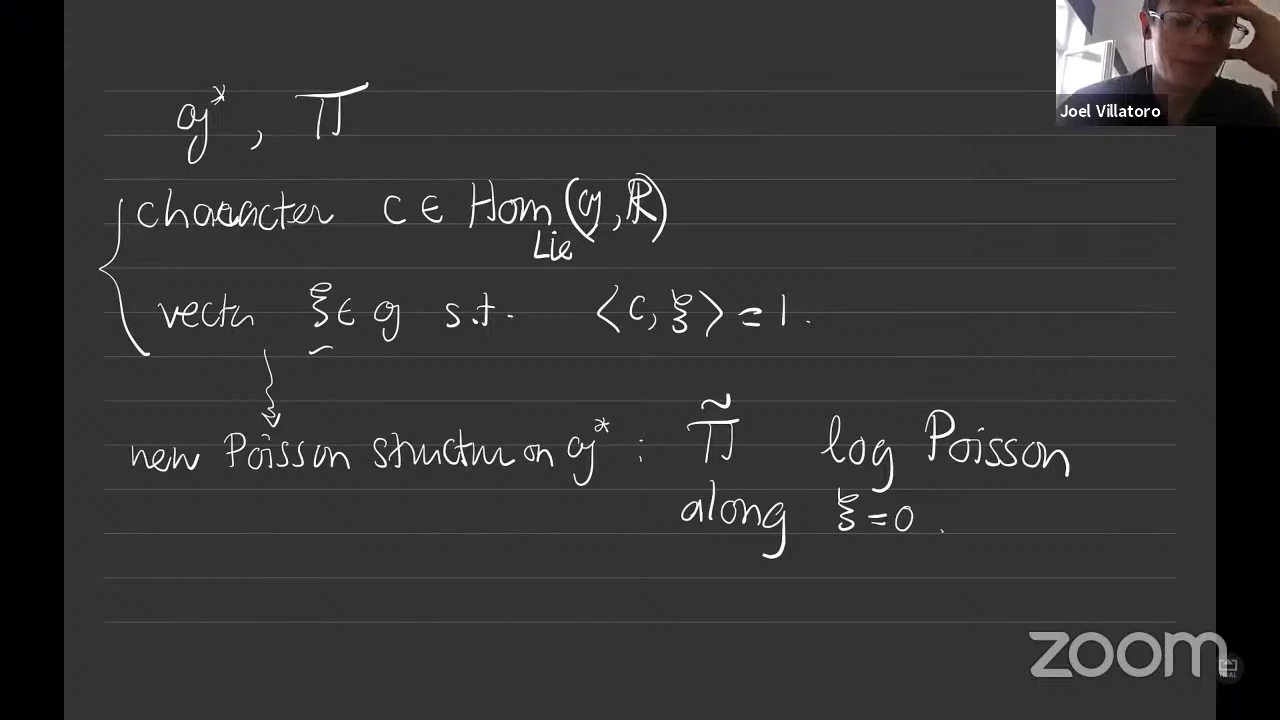 𝔤*, π
character c ∈ Hom_Lie(𝔤, ℝ)
vector ξ ∈ 𝔤 s.t. ⟨c, ξ⟩ = 1.
new Poisson structure on 𝔤* : π̃ log Poisson
along ξ = 0.
Joel Villatoro
zoom